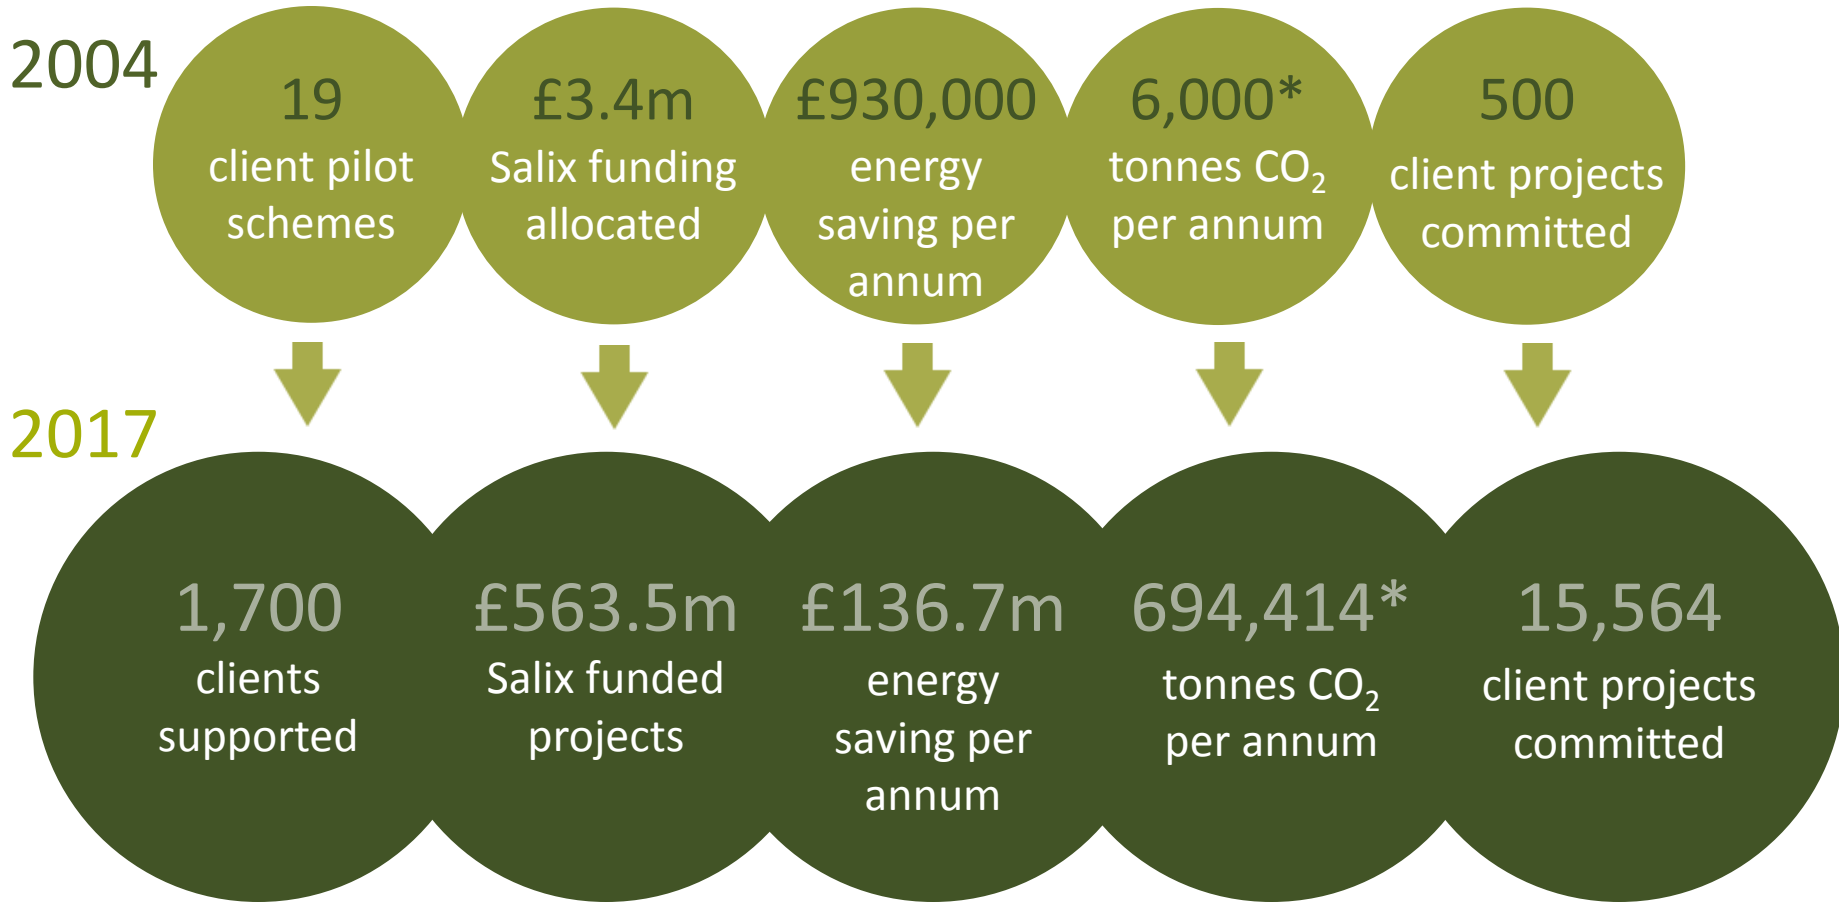 2004
19
client pilot
schemes
£3.4m
Salix funding
allocated
£930,000
energy
saving per
annum
6,000*
tonnes CO₂
per annum
500
client projects
committed
2017
1,700
clients
supported
£563.5m
Salix funded
projects
£136.7m
energy
saving per
annum
694,414*
tonnes CO₂
per annum
15,564
client projects
committed